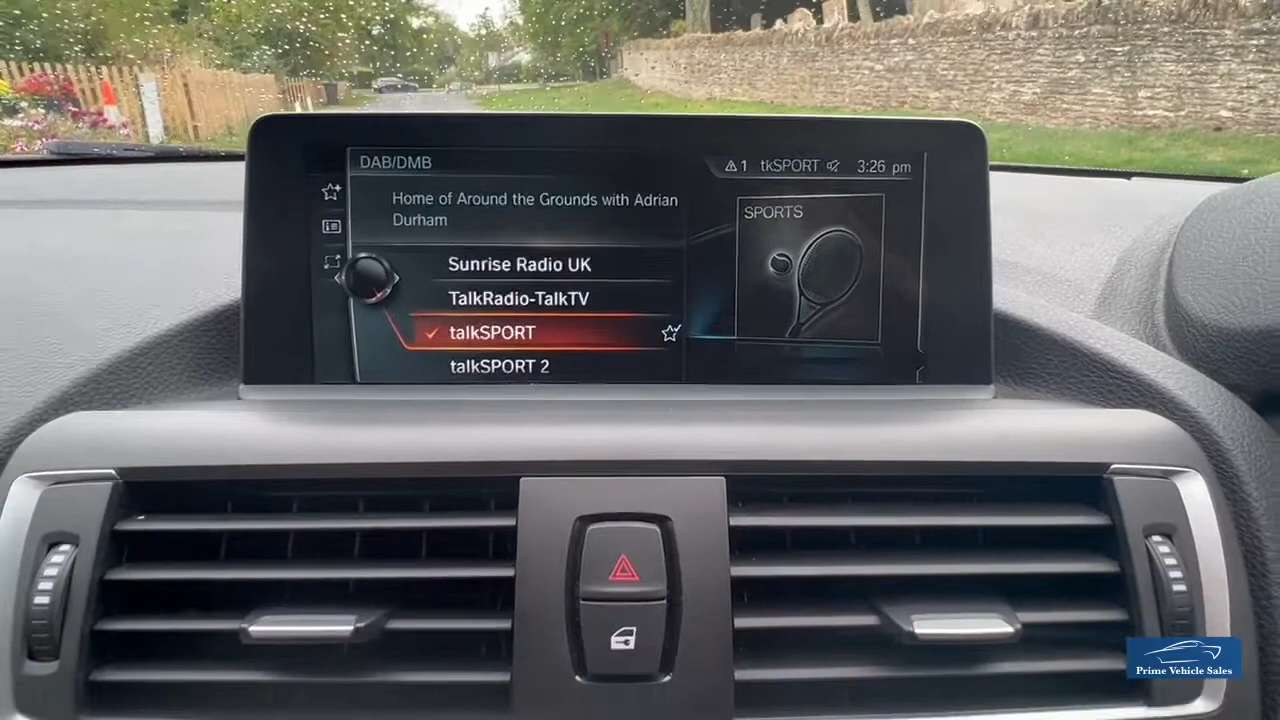 DAB/DMB
1 tkSPORT 3:26 pm
Home of Around the Grounds with Adrian
Durham
SPORTS
Sunrise Radio UK
TalkRadio-TalkTV
talkSPORT
talkSPORT 2
Prime Vehicle Sales